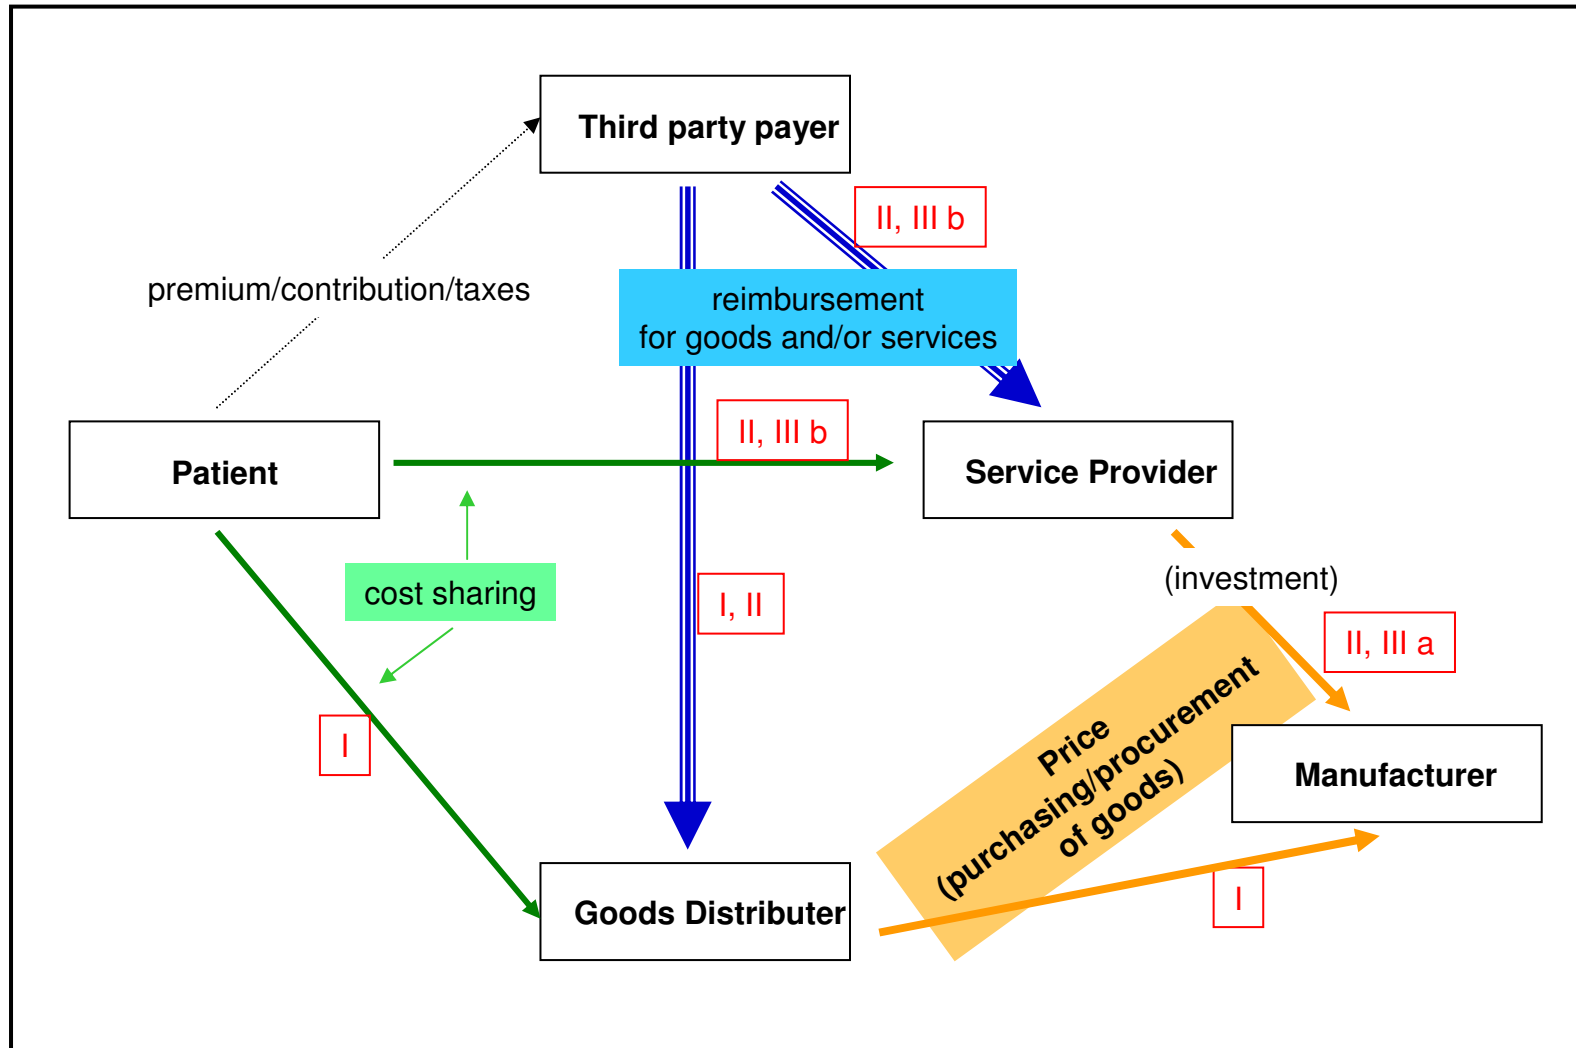 Third party payer
II, III b
premium/contribution/taxes
reimbursement
for goods and/or services
II, III b
Patient
Service Provider
cost sharing
I, II
(investment)
II, III a
I
Price
(purchasing/procurement
of goods)
Manufacturer
Goods Distributer
I